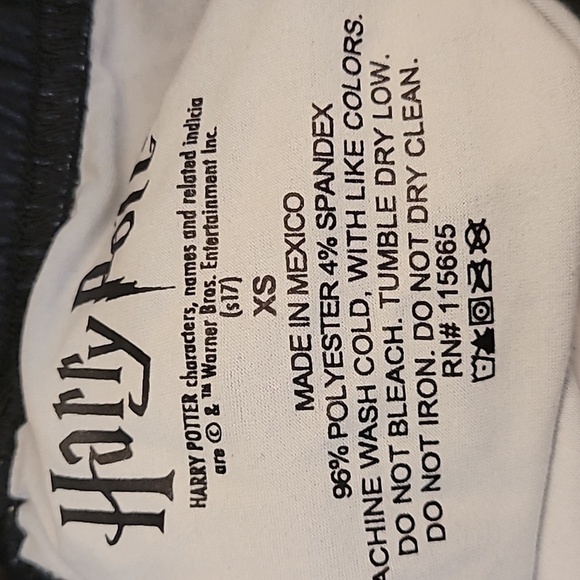 Harry Potter
HARRY POTTER characters, names and related indicia
are © & ™ Warner Bros. Entertainment Inc.
(s17)
XS
MADE IN MEXICO
96% POLYESTER 4% SPANDEX
ACHINE WASH COLD, WITH LIKE COLORS.
DO NOT BLEACH. TUMBLE DRY LOW.
DO NOT IRON. DO NOT DRY CLEAN.
RN# 115665